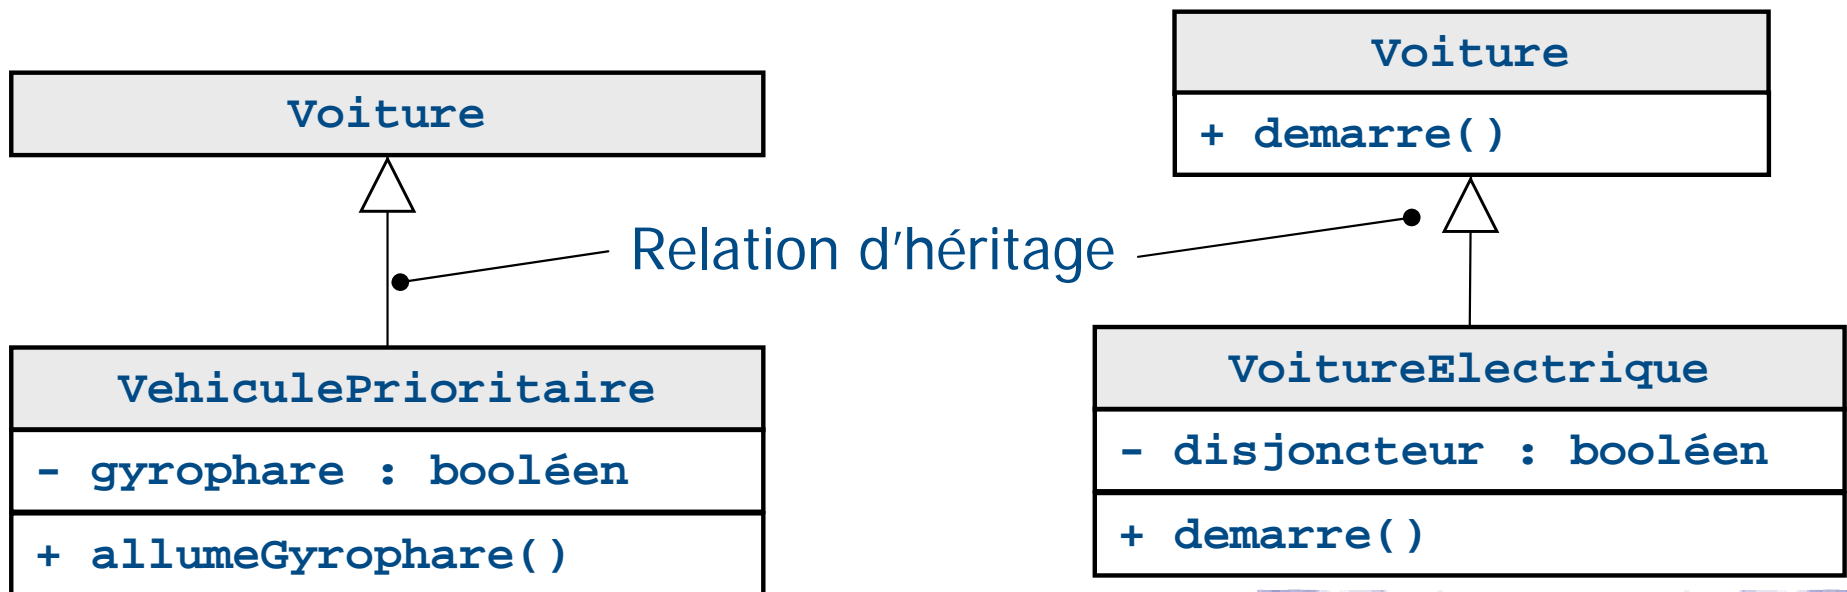 Voiture
Relation d'héritage
VehiculePrioritaire
- gyrophare : booléen
+ allumeGyrophare()
Voiture
+ demarre()
VoitureElectrique
- disjoncteur : booléen
+ demarre()